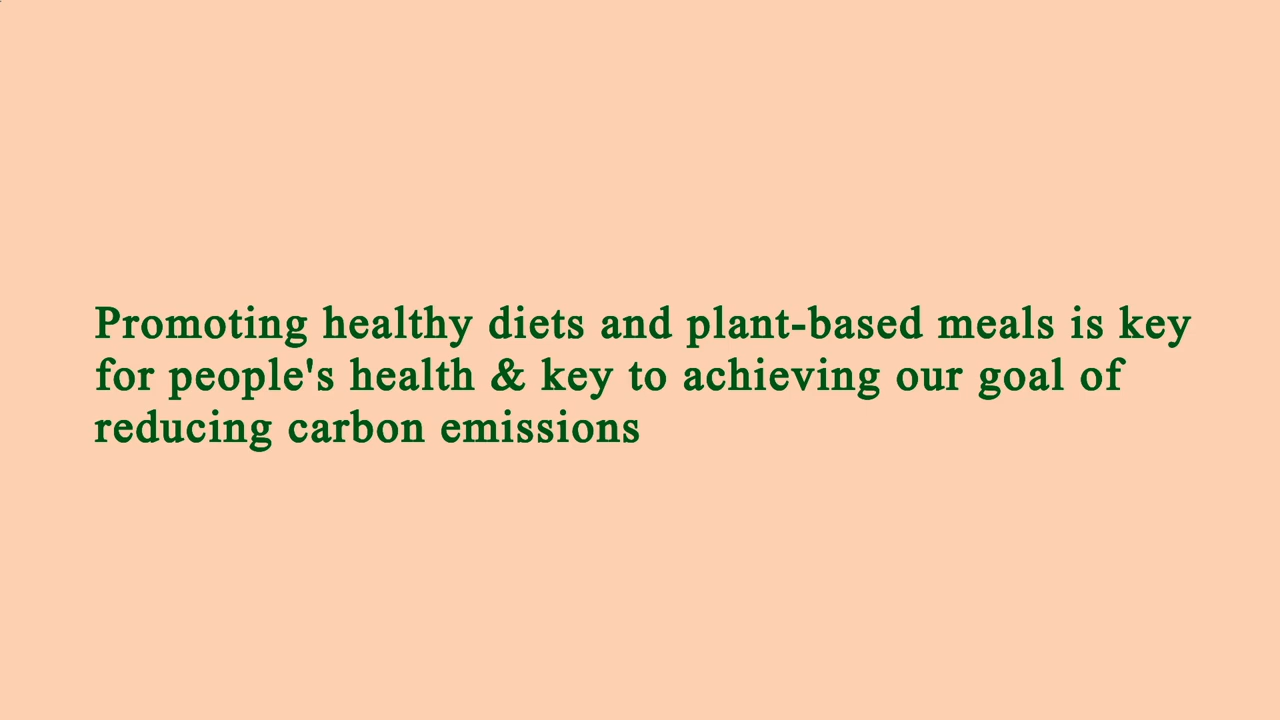 Promoting healthy diets and plant-based meals is key
for people's health & key to achieving our goal of
reducing carbon emissions